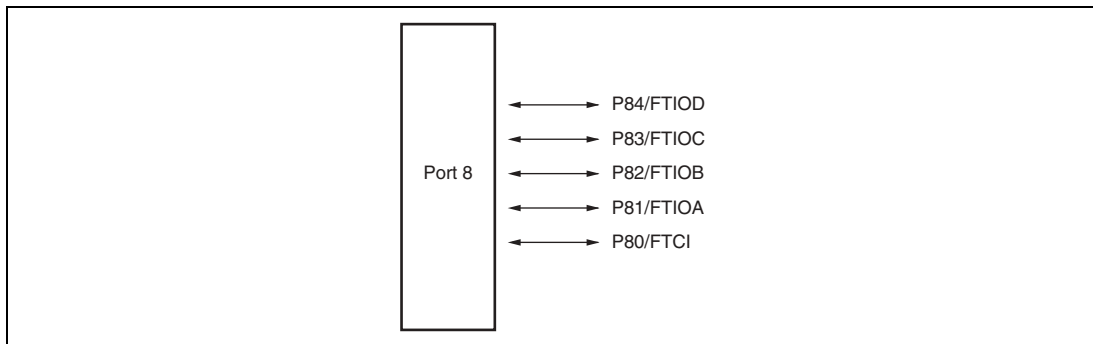 P84/FTIOD
P83/FTIOC
Port 8
P82/FTIOB
P81/FTIOA
P80/FTCI